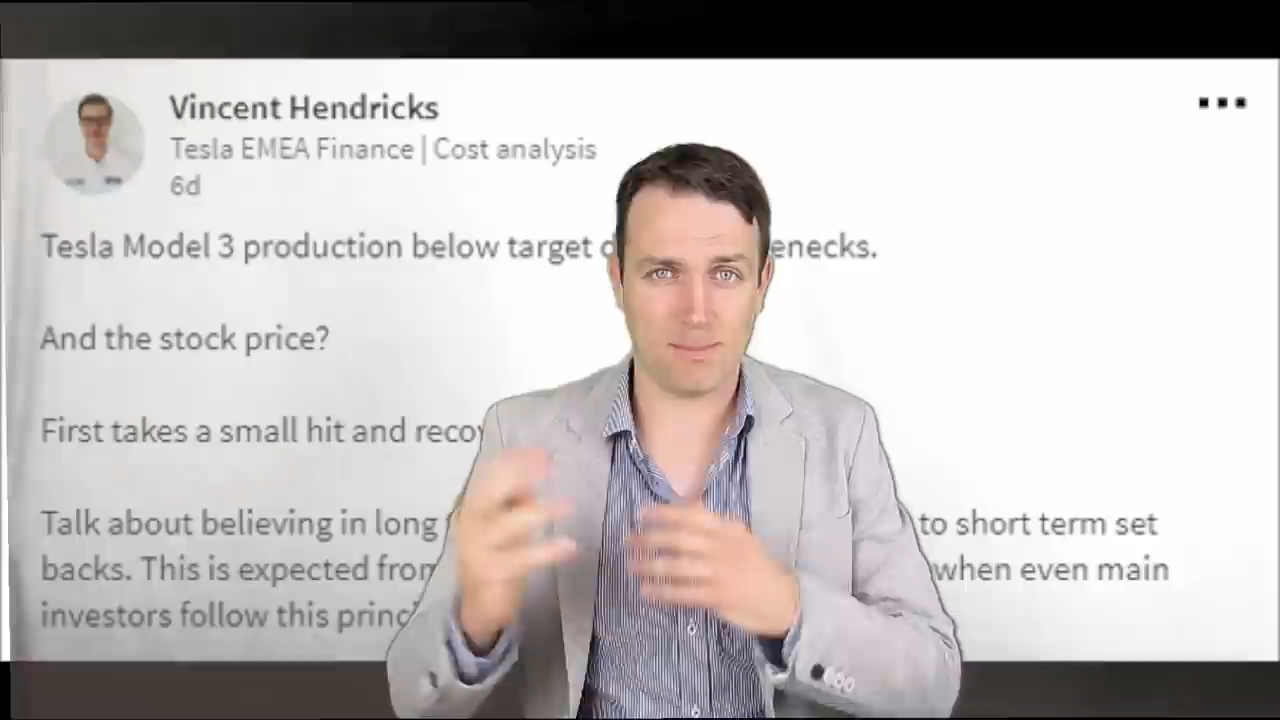 Vincent Hendricks
Tesla EMEA Finance | Cost analysis
6d
Tesla Model 3 production below target enecks.
And the stock price?
First takes a small hit and reco
Talk about believing in long to short term set
backs. This is expected from when even main
investors follow this princi